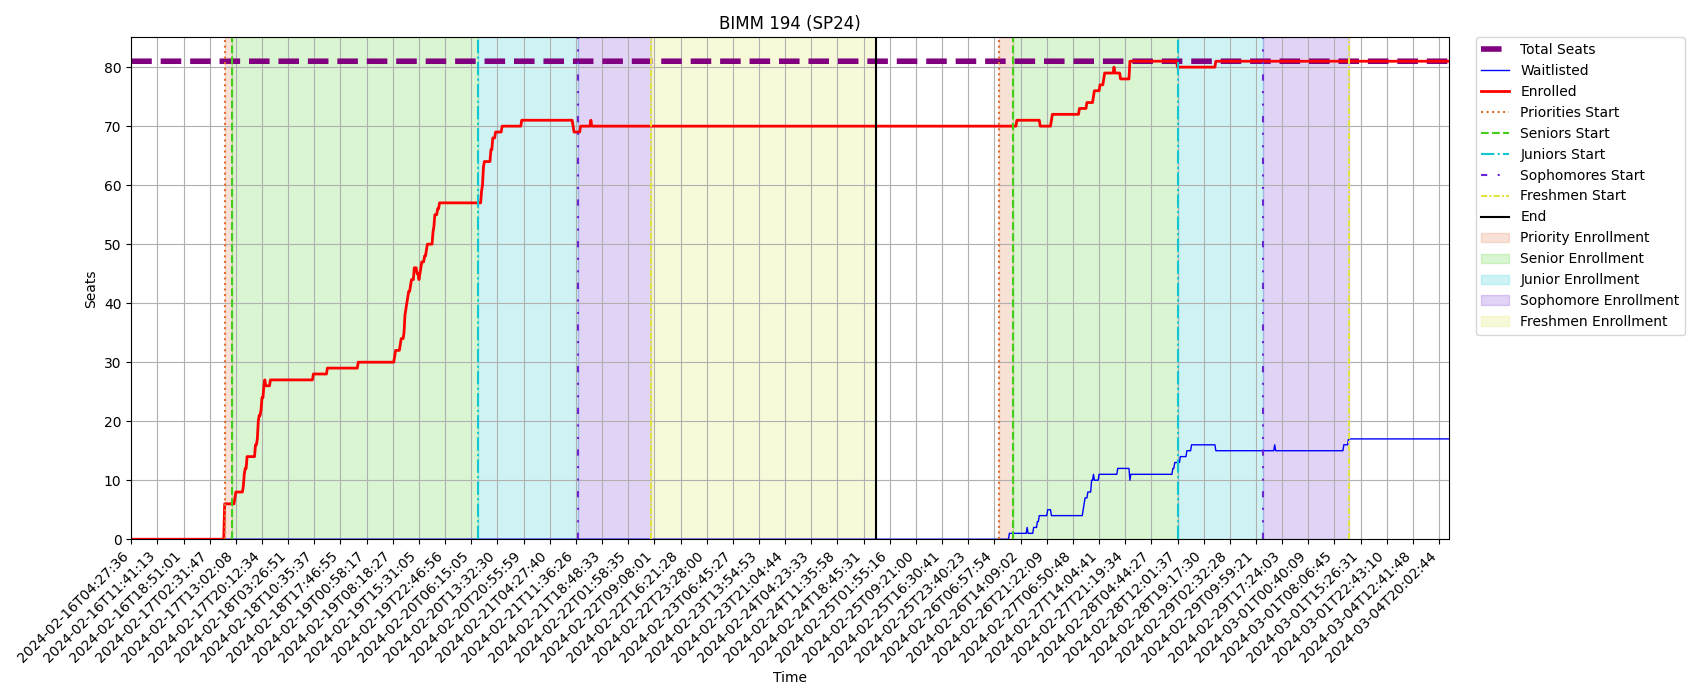 BIMM 194 (SP24)
Seats
80
70
60
50
40
30
20
10
0
2024-02-16T04:27:36
2024-02-16T11:41:13
2024-02-16T18:51:01
2024-02-17T02:31:47
2024-02-17T13:02:08
2024-02-17T20:12:34
2024-02-18T03:26:51
2024-02-18T10:35:37
2024-02-18T17:46:55
2024-02-19T00:58:17
2024-02-19T08:18:27
2024-02-19T15:31:05
2024-02-19T22:46:56
2024-02-20T06:15:05
2024-02-20T13:32:30
2024-02-20T20:55:59
2024-02-21T04:27:40
2024-02-21T11:36:26
2024-02-21T18:48:33
2024-02-22T01:58:35
2024-02-22T09:08:01
2024-02-22T16:21:28
2024-02-22T23:28:00
2024-02-23T06:45:27
2024-02-23T13:54:53
2024-02-23T21:04:44
2024-02-24T04:23:33
2024-02-24T11:35:58
2024-02-24T18:45:31
2024-02-25T01:55:16
2024-02-25T09:21:00
2024-02-25T16:30:41
2024-02-25T23:40:23
2024-02-26T06:57:54
2024-02-26T14:09:02
2024-02-26T21:22:09
2024-02-27T06:50:48
2024-02-27T14:04:41
2024-02-27T21:19:34
2024-02-28T04:44:27
2024-02-28T12:01:37
2024-02-28T19:17:30
2024-02-29T02:32:28
2024-02-29T09:59:21
2024-02-29T17:24:03
2024-03-01T00:40:09
2024-03-01T08:06:45
2024-03-01T15:26:31
2024-03-01T22:43:10
2024-03-04T12:41:48
2024-03-04T20:02:44
Time
Total Seats
Waitlisted
Enrolled
Priorities Start
Seniors Start
Juniors Start
Sophomores Start
Freshmen Start
End
Priority Enrollment
Senior Enrollment
Junior Enrollment
Sophomore Enrollment
Freshmen Enrollment